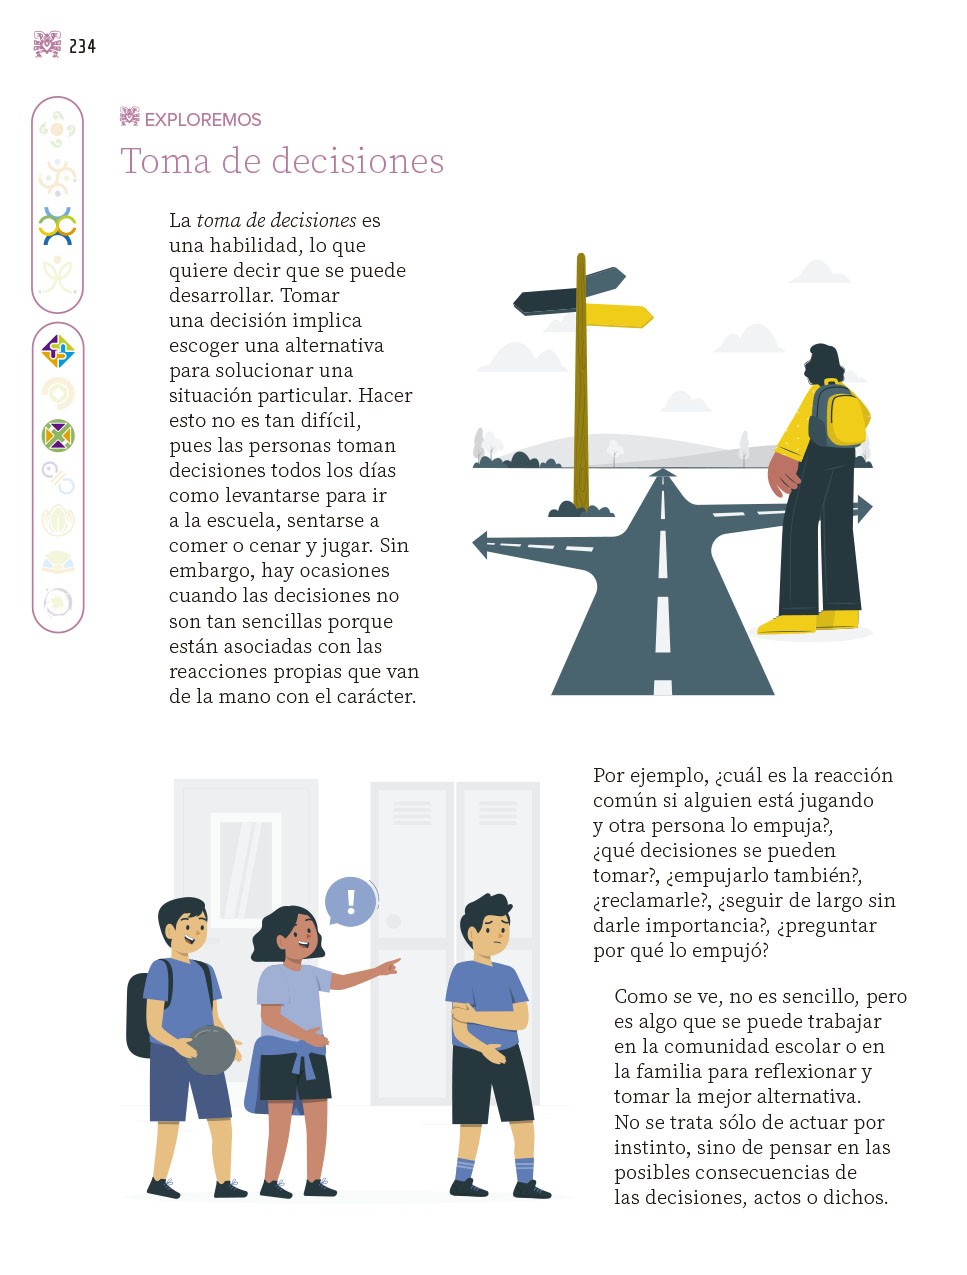 234
EXPLOREMOS
Toma de decisiones
La toma de decisiones es
una habilidad, lo que
quiere decir que se puede
desarrollar. Tomar
una decisión implica
escoger una alternativa
para solucionar una
situación particular. Hacer
esto no es tan difícil,
pues las personas toman
decisiones todos los días
como levantarse para ir
a la escuela, sentarse a
comer o cenar y jugar. Sin
embargo, hay ocasiones
cuando las decisiones no
son tan sencillas porque
están asociadas con las
reacciones propias que van
de la mano con el carácter.
Por ejemplo, ¿cuál es la reacción
común si alguien está jugando
y otra persona lo empuja?,
¿qué decisiones se pueden
tomar?, ¿empujarlo también?,
¿reclamarle?, ¿seguir de largo sin
darle importancia?, ¿preguntar
por qué lo empujó?
!
Como se ve, no es sencillo, pero
es algo que se puede trabajar
en la comunidad escolar o en
la familia para reflexionar y
tomar la mejor alternativa.
No se trata sólo de actuar por
instinto, sino de pensar en las
posibles consecuencias de
las decisiones, actos o dichos.